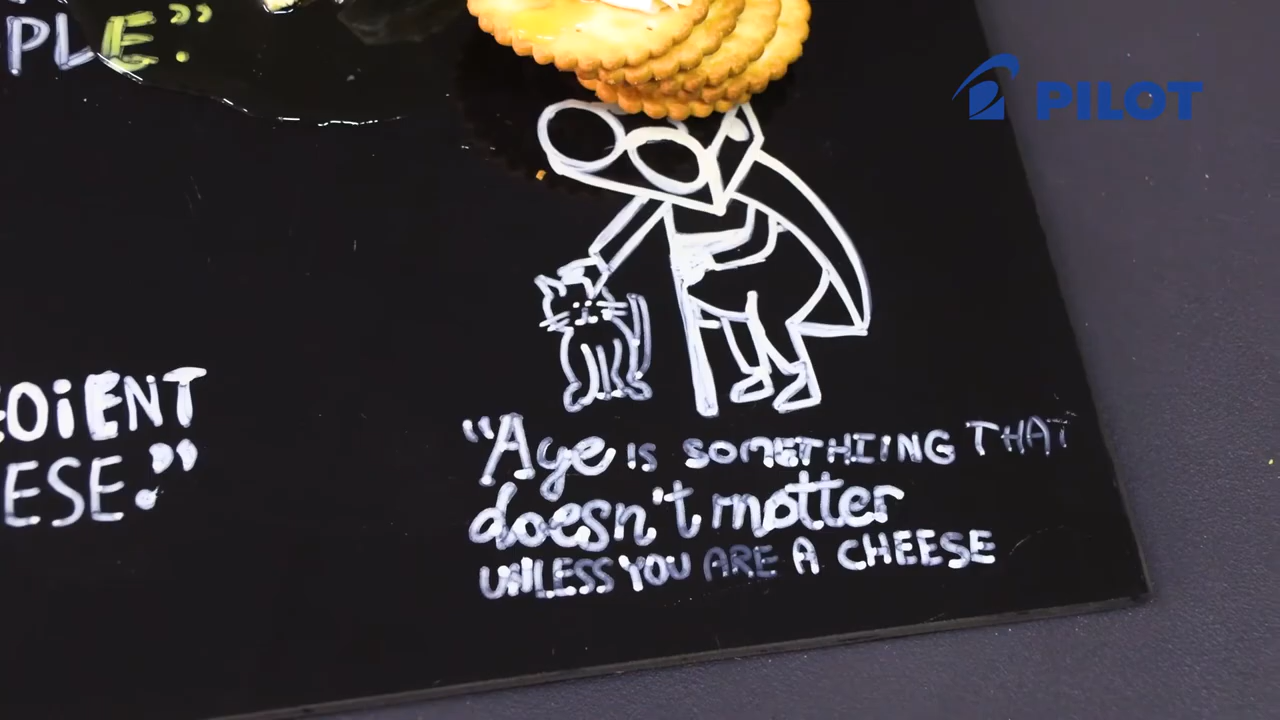 PLE."
PILOT
EDIENT
ESE."
"Age is SOMETHING THAT
doesn't matter
UNLESS YOU ARE A CHEESE